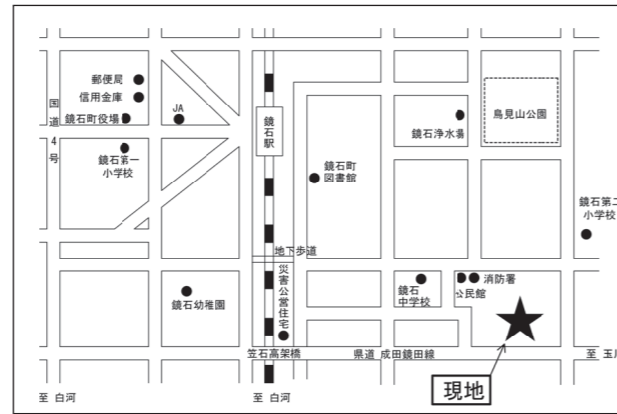 郵便局
信用金庫
鏡石町役場
国道4号
JA
鏡石第一
小学校
鏡石駅
鏡石浄水場
鳥見山公園
鏡石町
図書館
鏡石第二
小学校
地下歩道
災害公営住宅
鏡石幼稚園
鏡石
中学校
消防署
公民館
笠石高架橋
県道 成田鏡田線
至 玉川
現地
至 白河
至 白河